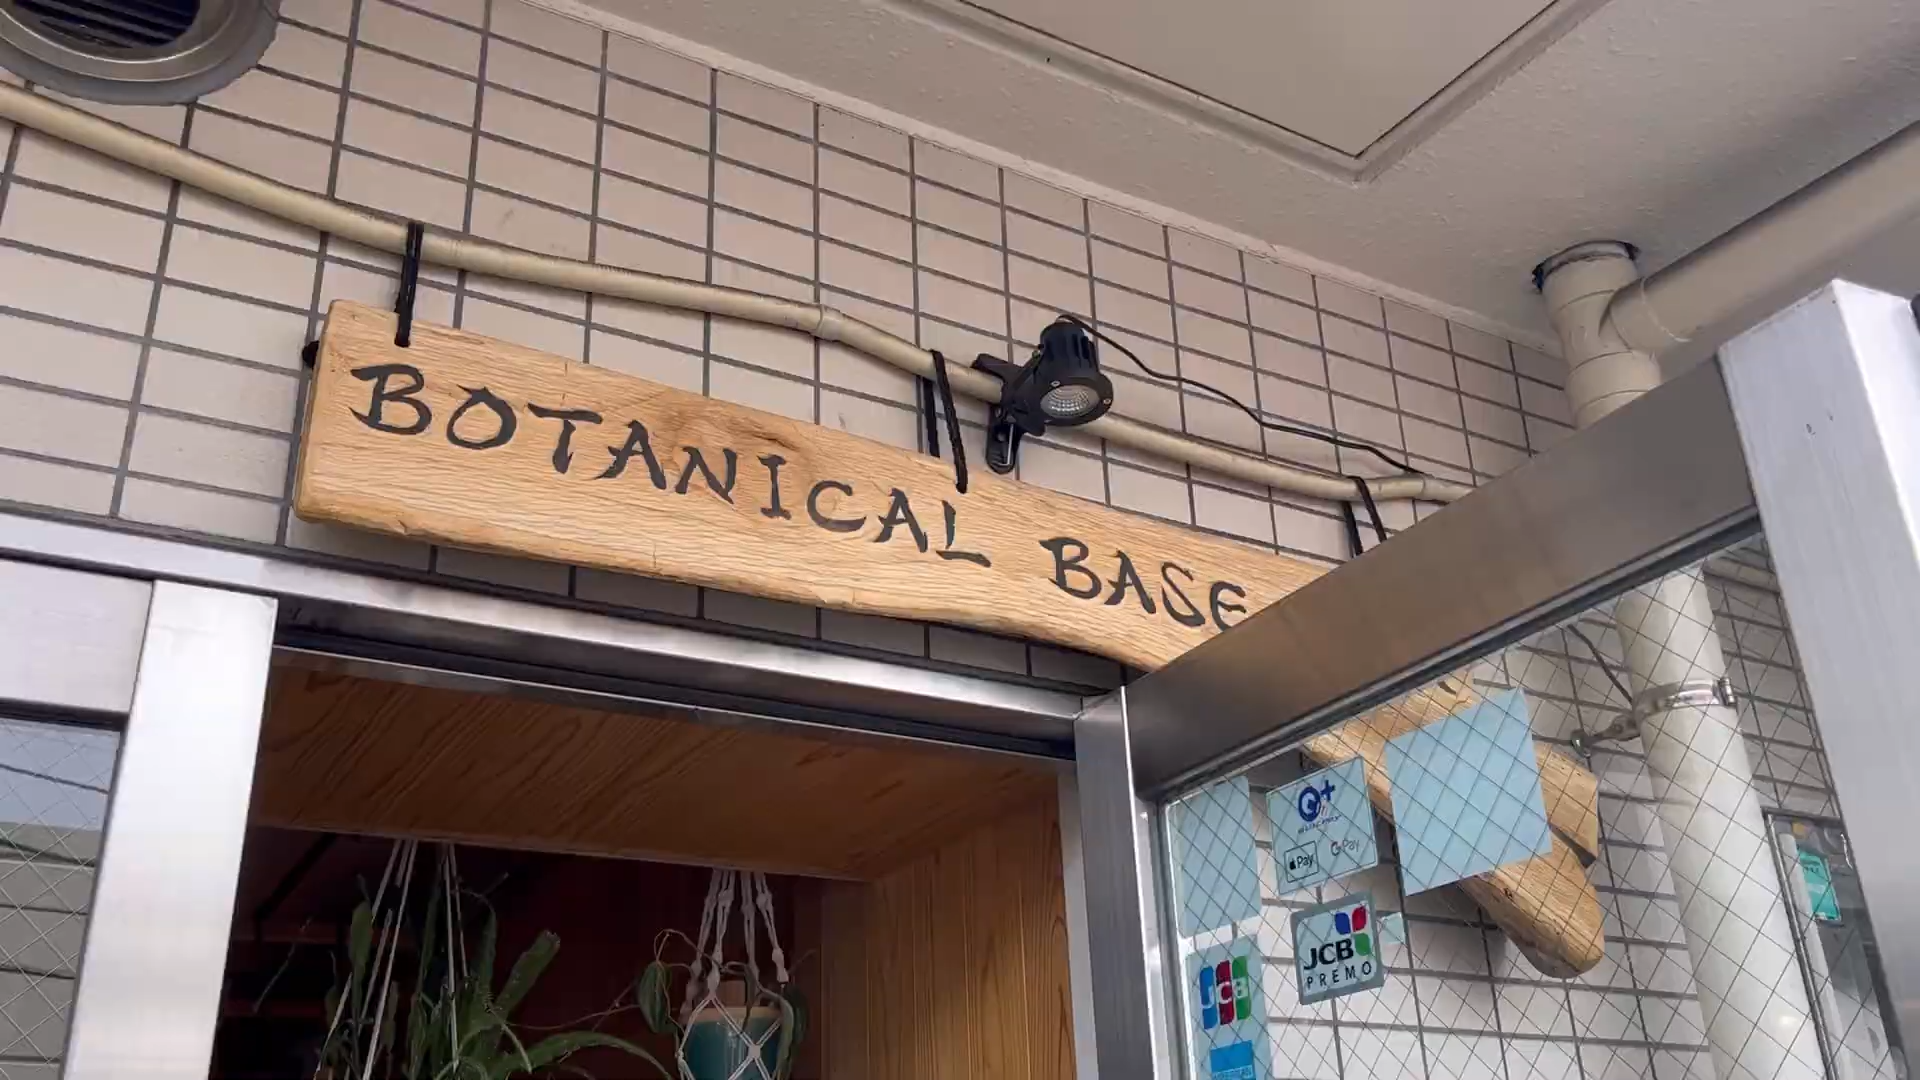 BOTANICAL BASE
Pay
G Pay
JCB
PREMO
JCB